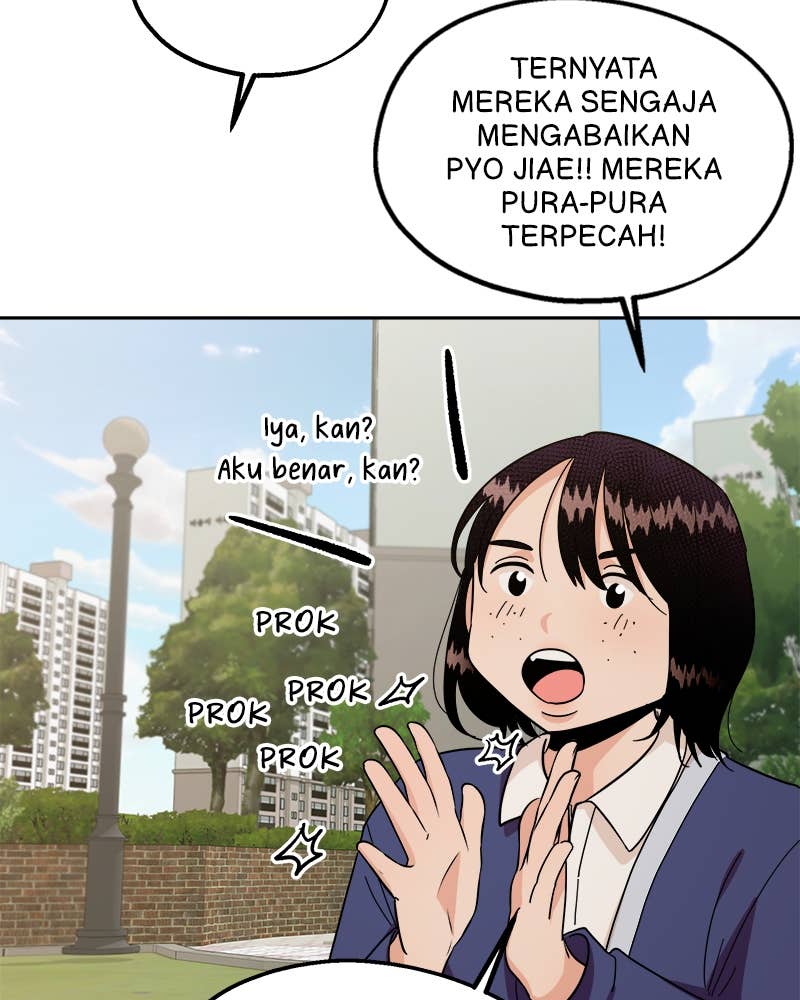 TERNYATA
MEREKA SENGAJA
MENGABAIKAN
PYO JIAE!! MEREKA
PURA-PURA
TERPECAH!
Iya, kan?
Aku benar, kan?
PROK
PROK
PROK
PROK